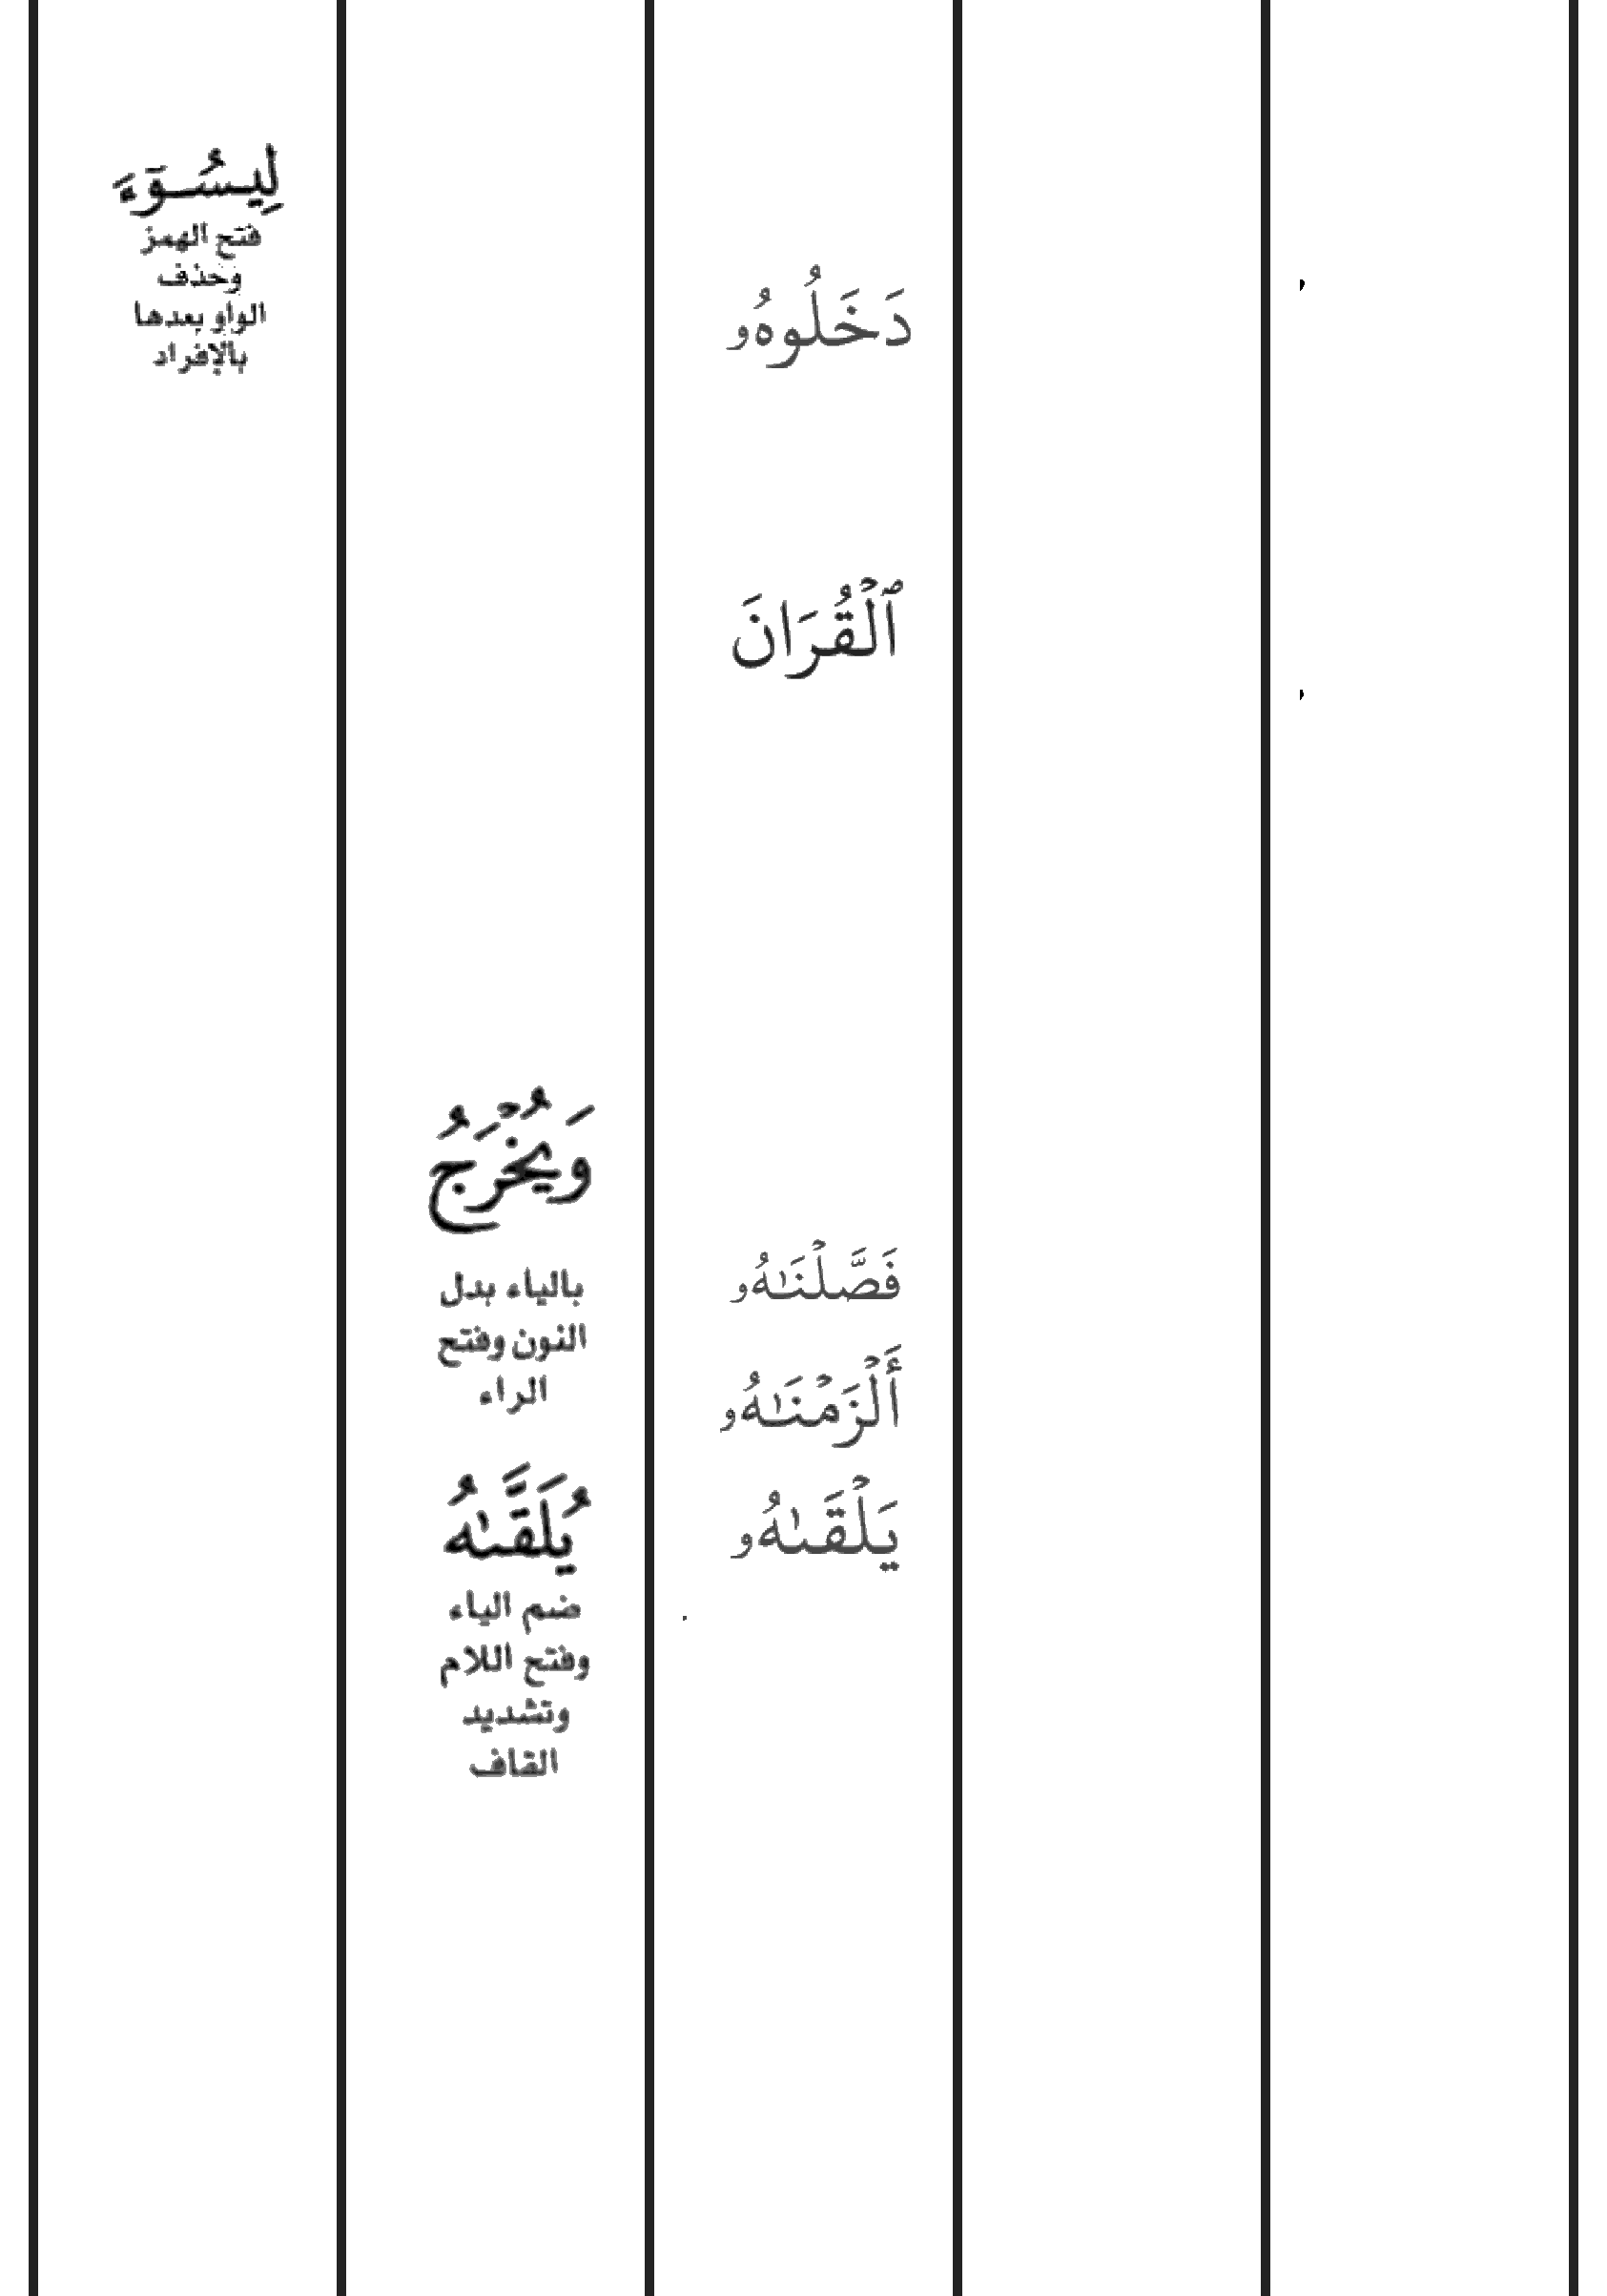 دَخَلُوهُۥ
ٱلۡقُرَانَ
فَصَّلۡنَٰهُۥ
أَلۡزَمۡنَٰهُۥ
يَلۡقَىٰهُۥ
وَيُخۡرَجُ
بالياء بدل
النون وفتح
الراء
يُلَقَّىٰهُ
ضم الياء
وفتح اللام
وتشديد
القاف
لِيَسُـوٓءَ
فتح الهمز
وحذف
الواو بعدها
بالإفراد